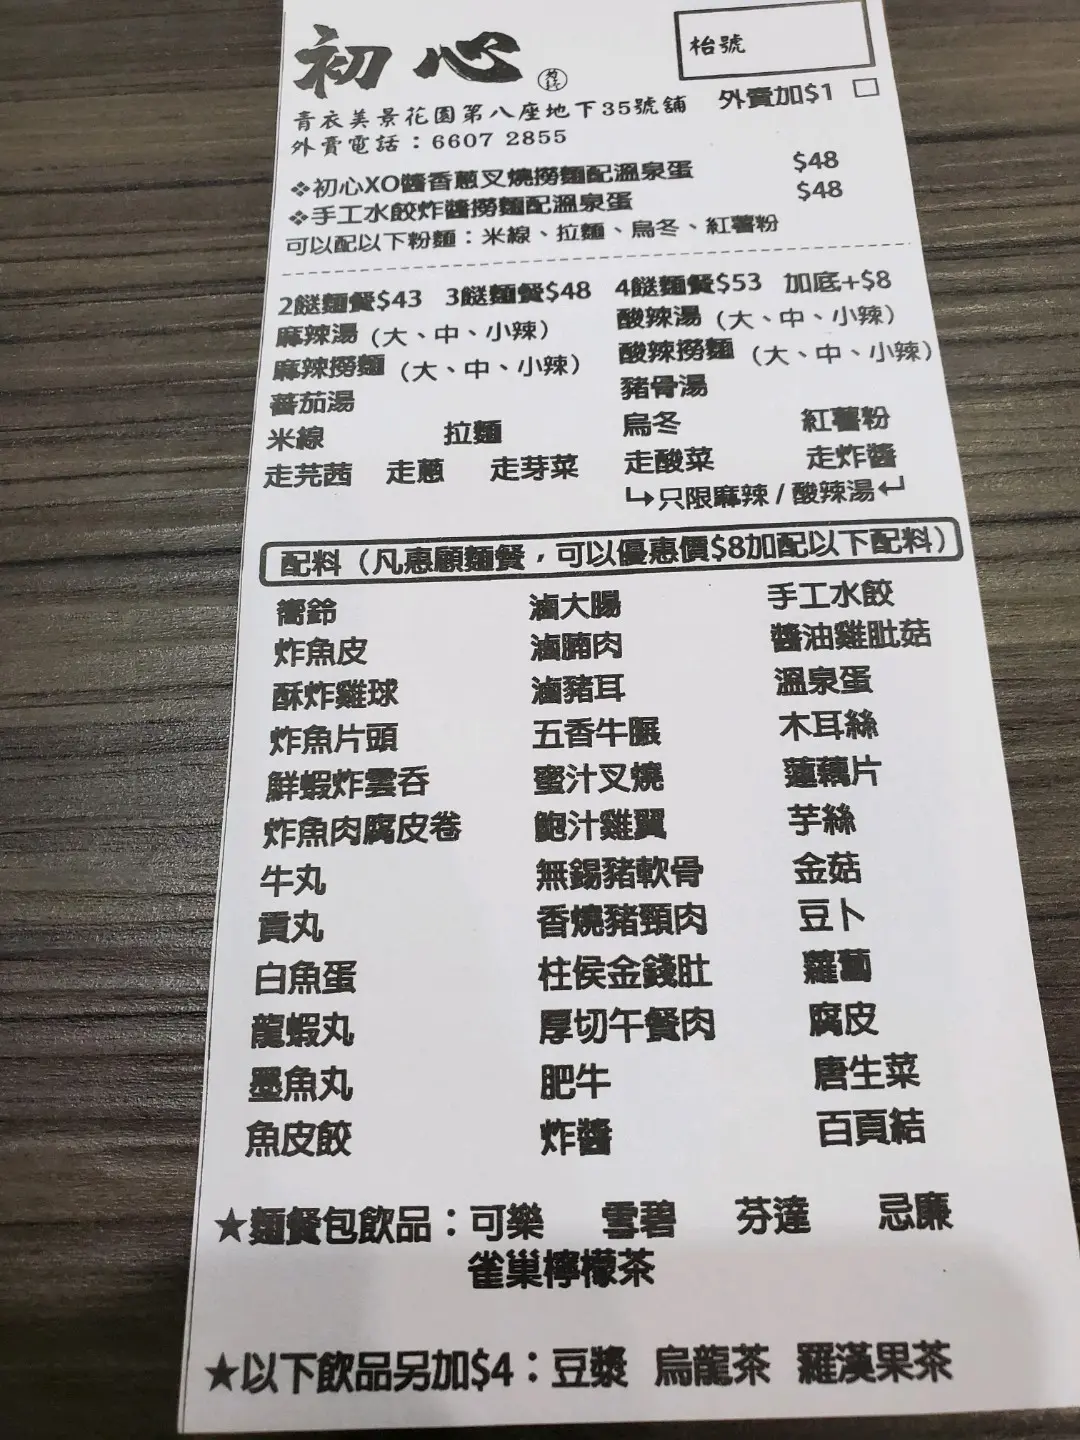 初心
枱號
青衣美景花園第八座地下35號舖
外賣加$1 □
外賣電話：6607 2855
❖初心XO醬香蔥叉燒撈麵配溫泉蛋 $48
❖手工水餃炸醬撈麵配溫泉蛋 $48
可以配以下粉麵：米線、拉麵、烏冬、紅薯粉
2餸麵餐$43 3餸麵餐$48 4餸麵餐$53 加底+$8
麻辣湯（大、中、小辣） 酸辣湯（大、中、小辣）
麻辣撈麵（大、中、小辣） 酸辣撈麵（大、中、小辣）
蕃茄湯 豬骨湯
米線 拉麵 烏冬 紅薯粉
走芫茜 走蔥 走芽菜 走酸菜 走炸醬
↳只限麻辣/酸辣湯↲
配料（凡惠顧麵餐，可以優惠價$8加配以下配料）
響鈴 滷大腸 手工水餃
炸魚皮 滷腩肉 醬油雞肶菇
酥炸雞球 滷豬耳 溫泉蛋
炸魚片頭 五香牛𦟌 木耳絲
鮮蝦炸雲吞 蜜汁叉燒 蓮藕片
炸魚肉腐皮卷 鮑汁雞翼 芋絲
牛丸 無錫豬軟骨 金菇
貢丸 香燒豬頸肉 豆卜
白魚蛋 柱侯金錢肚 蘿蔔
龍蝦丸 厚切午餐肉 腐皮
墨魚丸 肥牛 唐生菜
魚皮餃 炸醬 百頁結
★麵餐包飲品：可樂 雪碧 芬達 忌廉
雀巢檸檬茶
★以下飲品另加$4：豆漿 烏龍茶 羅漢果茶